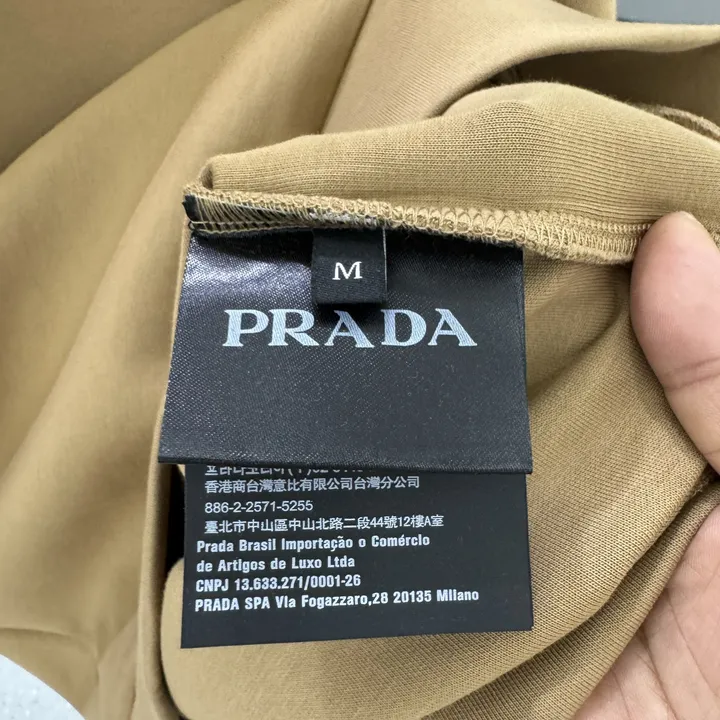 M
PRADA
香港商台灣意比有限公司台灣分公司
886-2-2571-5255
臺北市中山區中山北路二段44號12樓A室
Prada Brasil Importação o Comércio
de Artigos de Luxo Ltda
CNPJ 13.633.271/0001-26
PRADA SPA Via Fogazzaro,28 20135 Milano